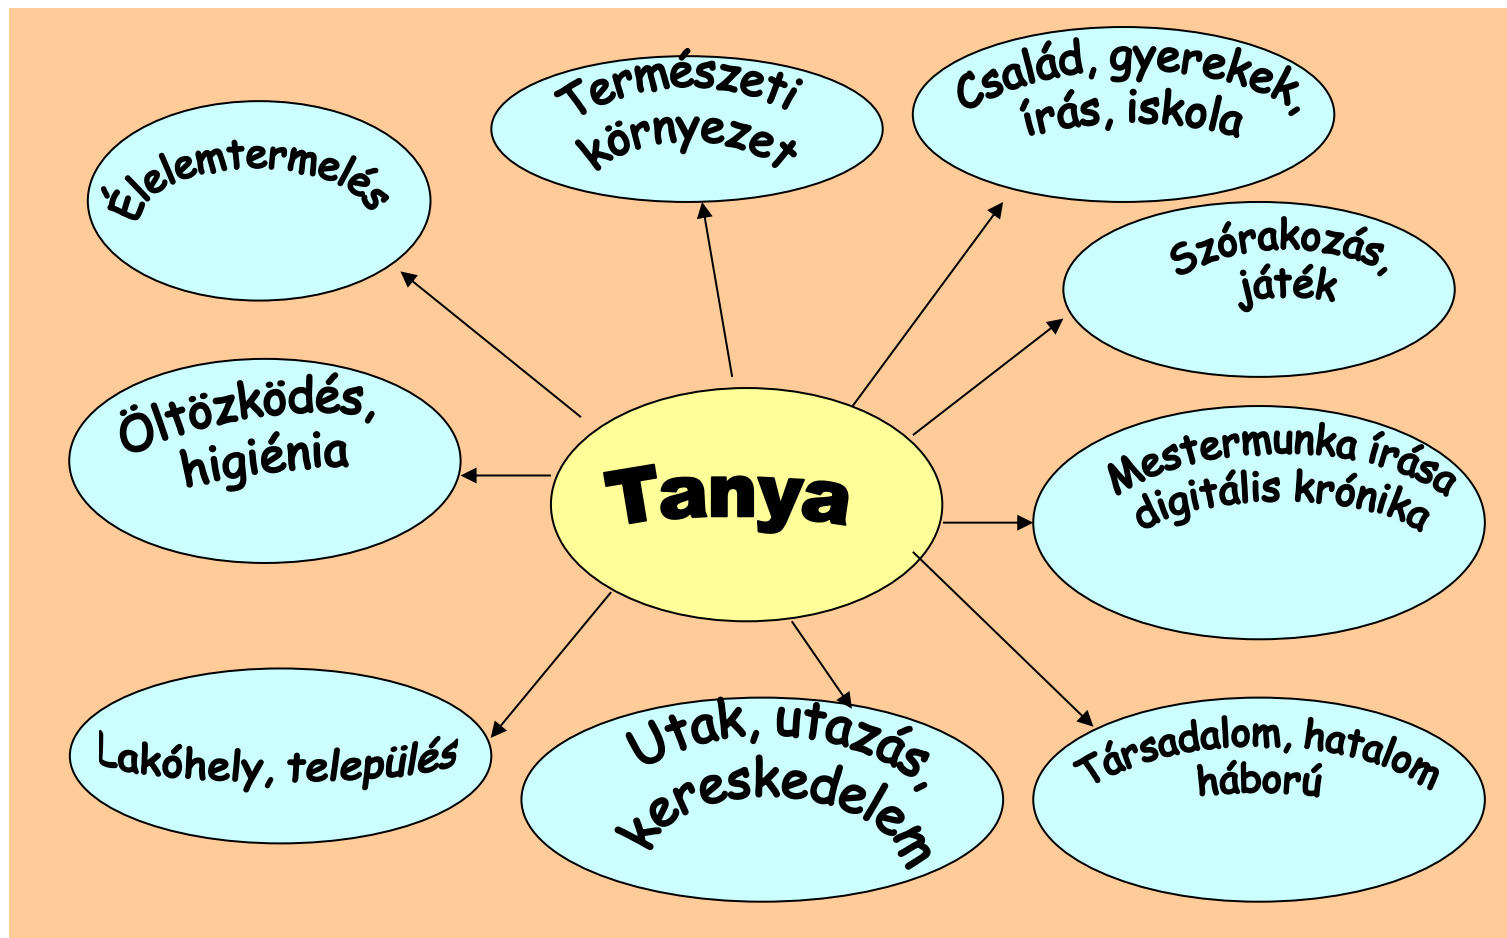 Természeti
környezet
Család, gyerekek,
írás, iskola
Élelemtermelés
Szórakozás,
játék
Öltözködés,
higiénia
Tanya
Mestermunka írása
digitális krónika
Lakóhely, település
Utak, utazás,
kereskedelem
Társadalom, hatalom
háború